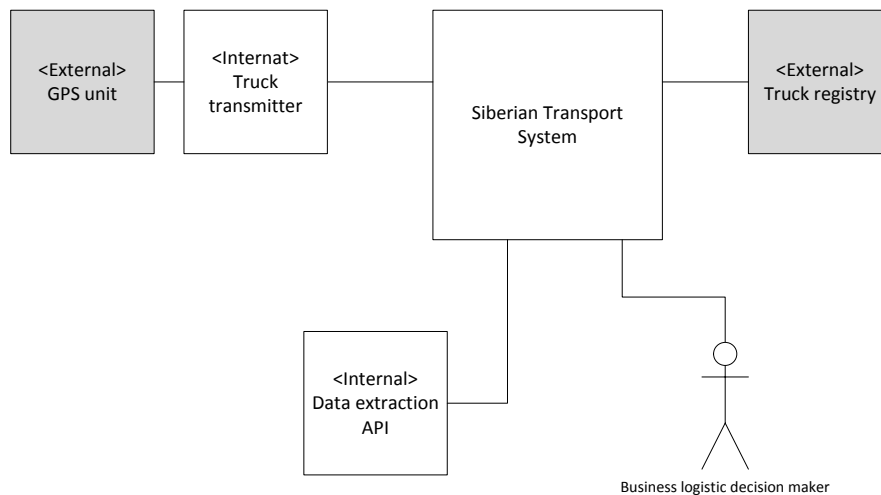 <External>
GPS unit
<Internat>
Truck
transmitter
Siberian Transport
System
<External>
Truck registry
<Internal>
Data extraction
API
Business logistic decision maker